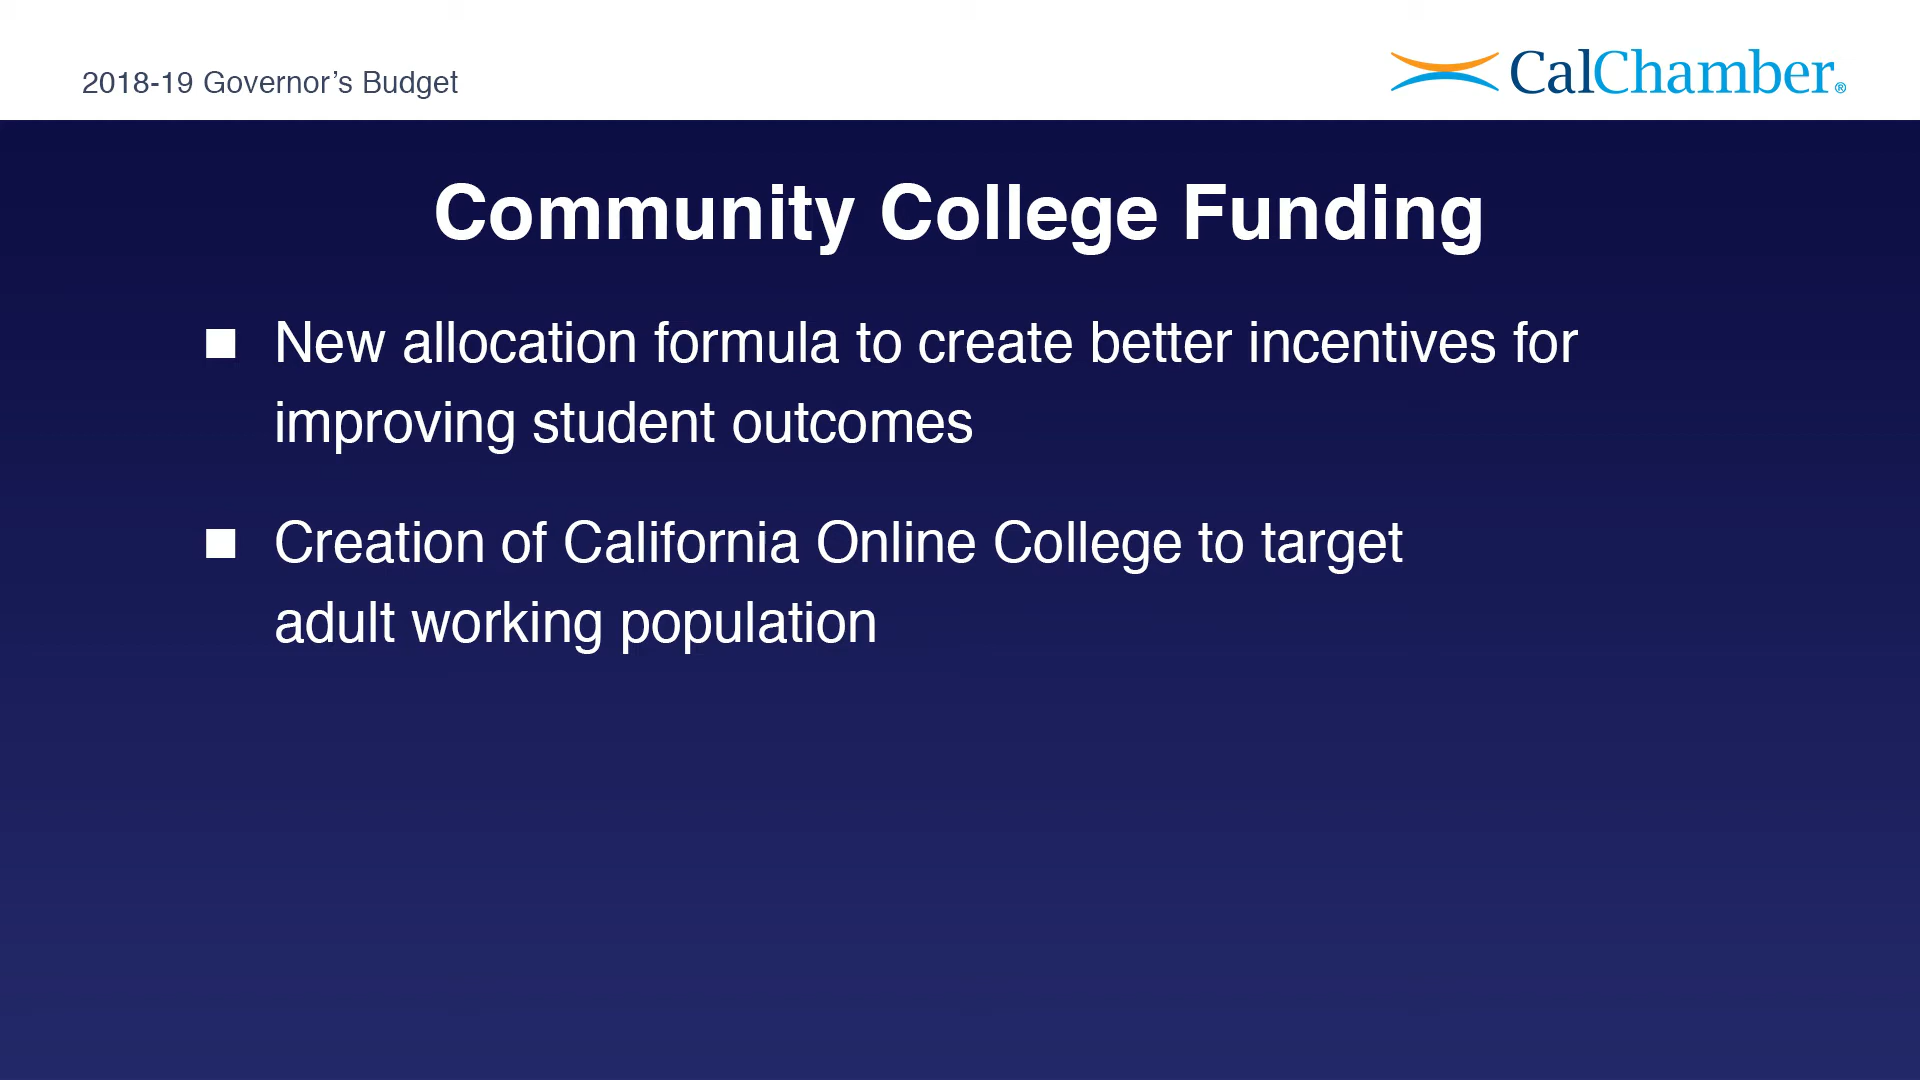 2018-19 Governor’s Budget
CalChamber®
Community College Funding
■ New allocation formula to create better incentives for
improving student outcomes
■ Creation of California Online College to target
adult working population